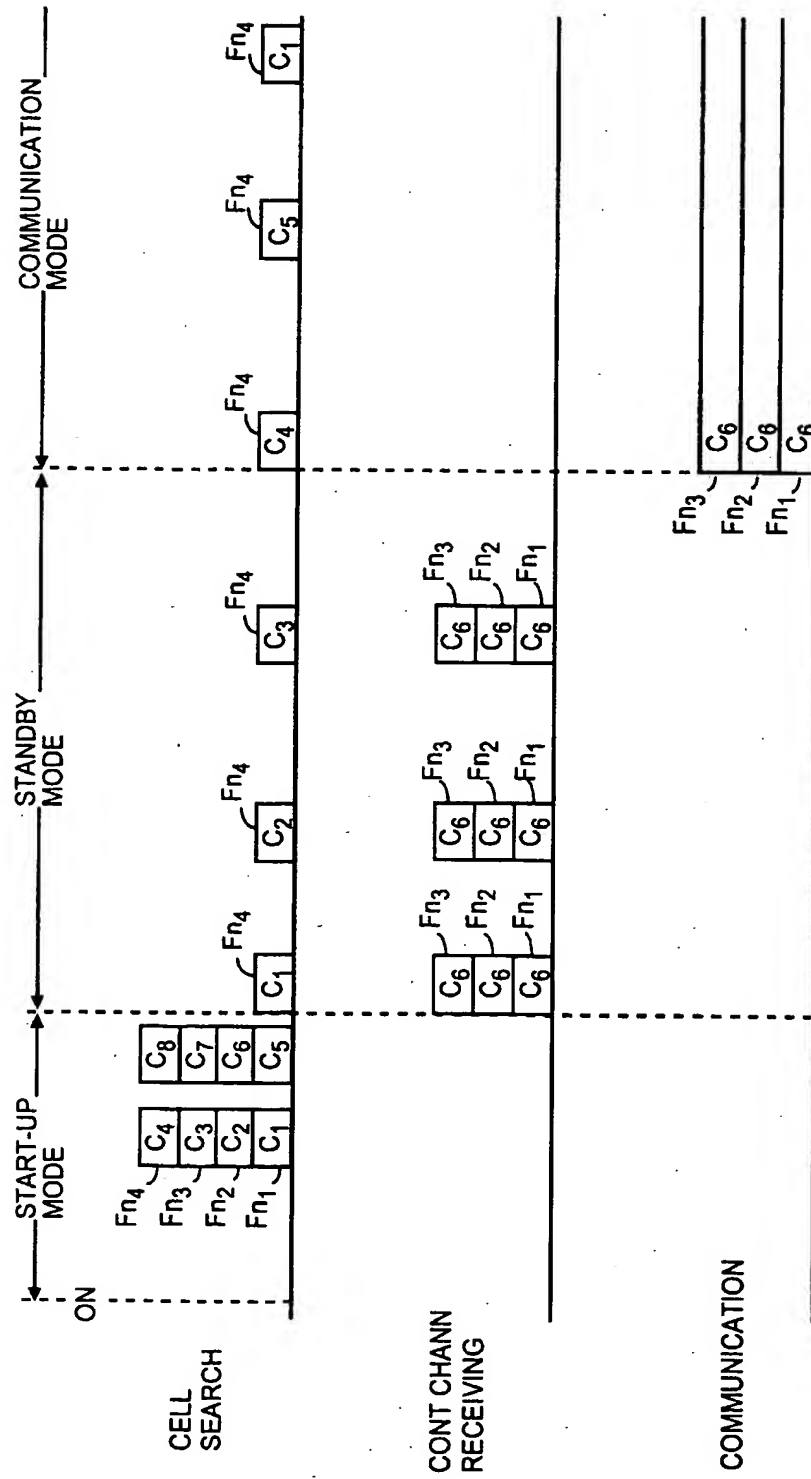 START-UP
MODE
STANDBY
MODE
COMMUNICATION
MODE
ON
CELL
SEARCH
Fn4
Fn3
Fn2
Fn1
C4
C3
C2
C1
C8
C7
C6
C5
Fn4
C1
Fn4
C2
Fn4
C3
Fn4
C4
Fn4
C5
Fn4
C1
CONT CHANN
RECEIVING
C6
C6
C6
Fn3
Fn2
Fn1
C6
C6
C6
Fn3
Fn2
Fn1
C6
C6
C6
Fn3
Fn2
Fn1
COMMUNICATION
Fn3
Fn2
Fn1
C6
C6
C6